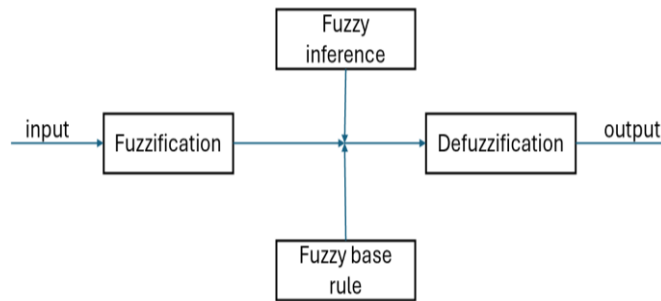 Fuzzy
inference
input
Fuzzification
Defuzzification
output
Fuzzy base
rule